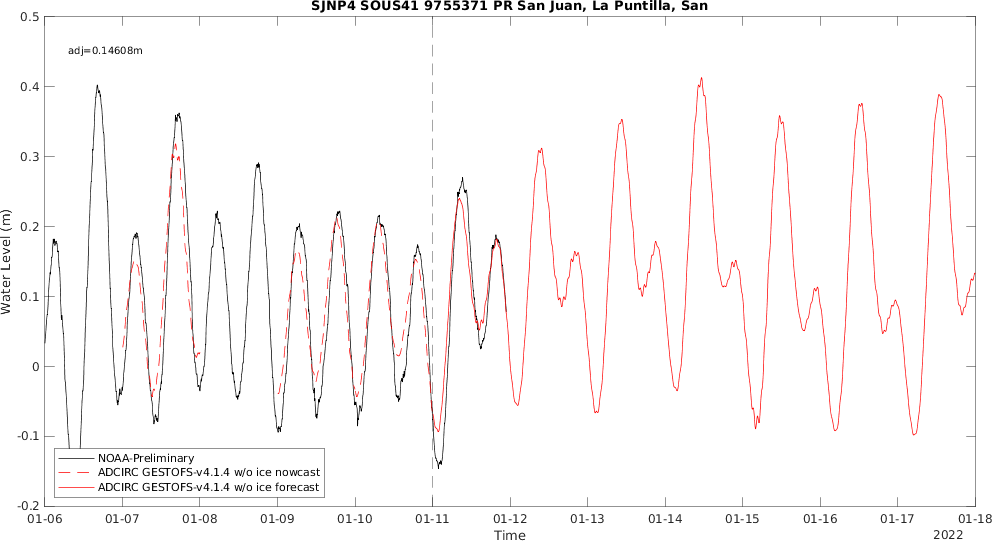 SJNP4 SOUS41 9755371 PR San Juan, La Puntilla, San
adj=0.14608m
Water Level (m)
0.5
0.4
0.3
0.2
0.1
0
-0.1
-0.2
NOAA-Preliminary
ADCIRC GESTOFS-v4.1.4 w/o ice nowcast
ADCIRC GESTOFS-v4.1.4 w/o ice forecast
01-06 01-07 01-08 01-09 01-10 01-11 01-12 01-13 01-14 01-15 01-16 01-17 01-18
Time
2022